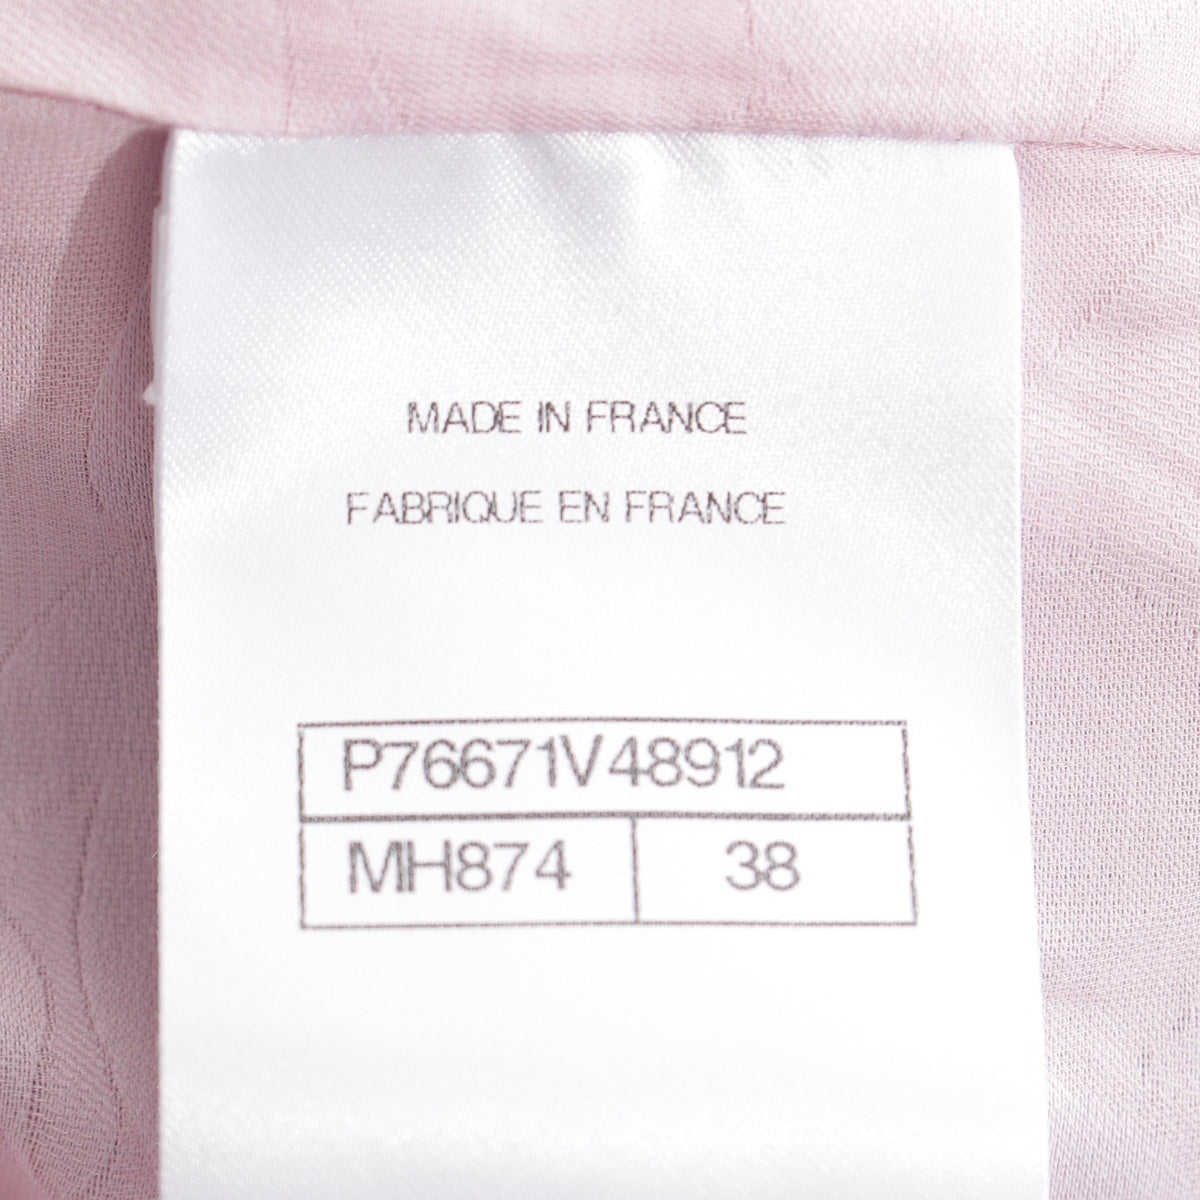 MADE IN FRANCE
FABRIQUE EN FRANCE
P76671V48912
MH874 38